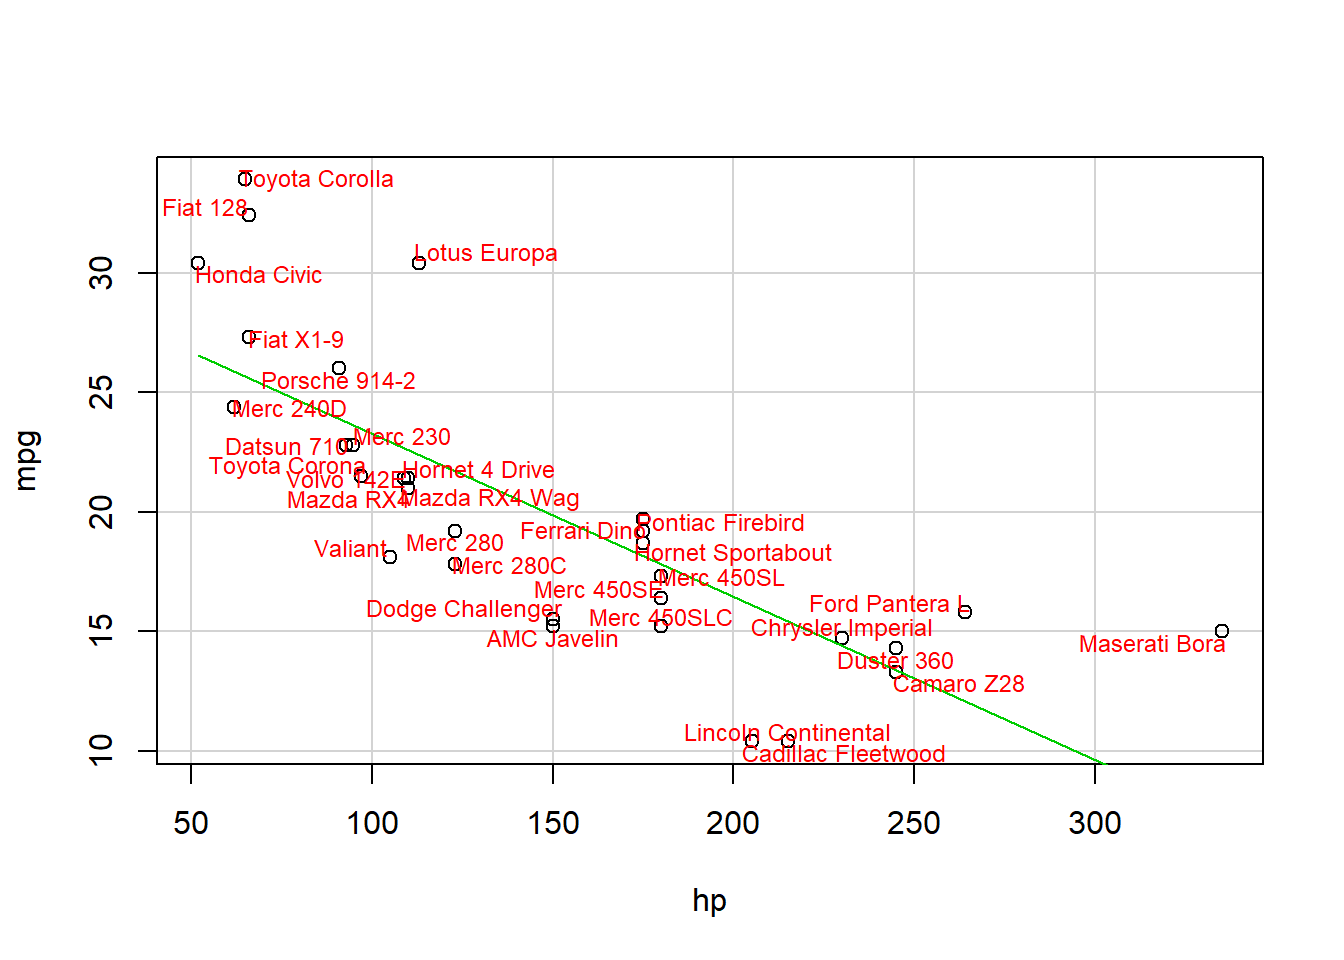 Toyota Corolla
Fiat 128
Lotus Europa
Honda Civic
Fiat X1-9
Porsche 914-2
Merc 240D
Merc 230
Datsun 710
Toyota Corona
Hornet 4 Drive
Volvo 142E
Mazda RX4
Mazda RX4 Wag
Pontiac Firebird
Ferrari Dino
Merc 280
Valiant
Hornet Sportabout
Merc 280C
Merc 450SL
Merc 450SE
Dodge Challenger
Ford Pantera L
Merc 450SLC
Chrysler Imperial
AMC Javelin
Maserati Bora
Duster 360
Camaro Z28
Lincoln Continental
Cadillac Fleetwood
30
25
20
15
10
mpg
50 100 150 200 250 300
hp